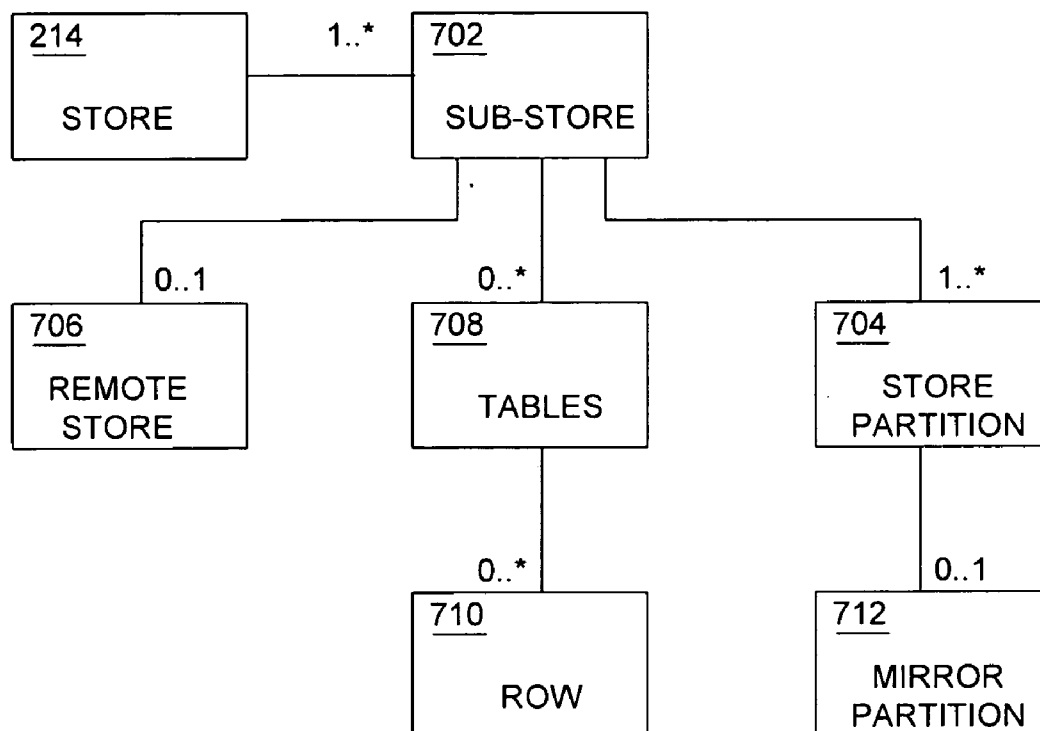 214
STORE
1..*
702
SUB-STORE
0..1
0..*
1..*
706
REMOTE
STORE
708
TABLES
704
STORE
PARTITION
0..*
0..1
710
ROW
712
MIRROR
PARTITION